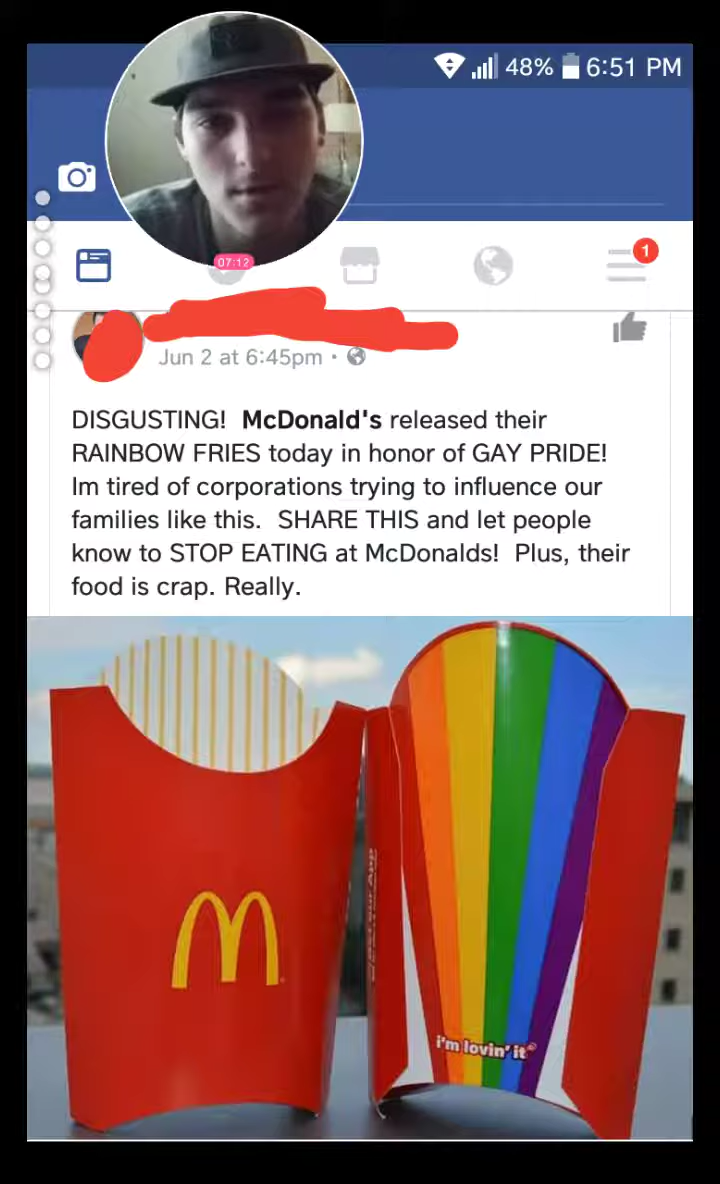 48% 6:51 PM
07:12
1
Jun 2 at 6:45pm
DISGUSTING! McDonald's released their
RAINBOW FRIES today in honor of GAY PRIDE!
Im tired of corporations trying to influence our
families like this. SHARE THIS and let people
know to STOP EATING at McDonalds! Plus, their
food is crap. Really.
M
i'm lovin' it